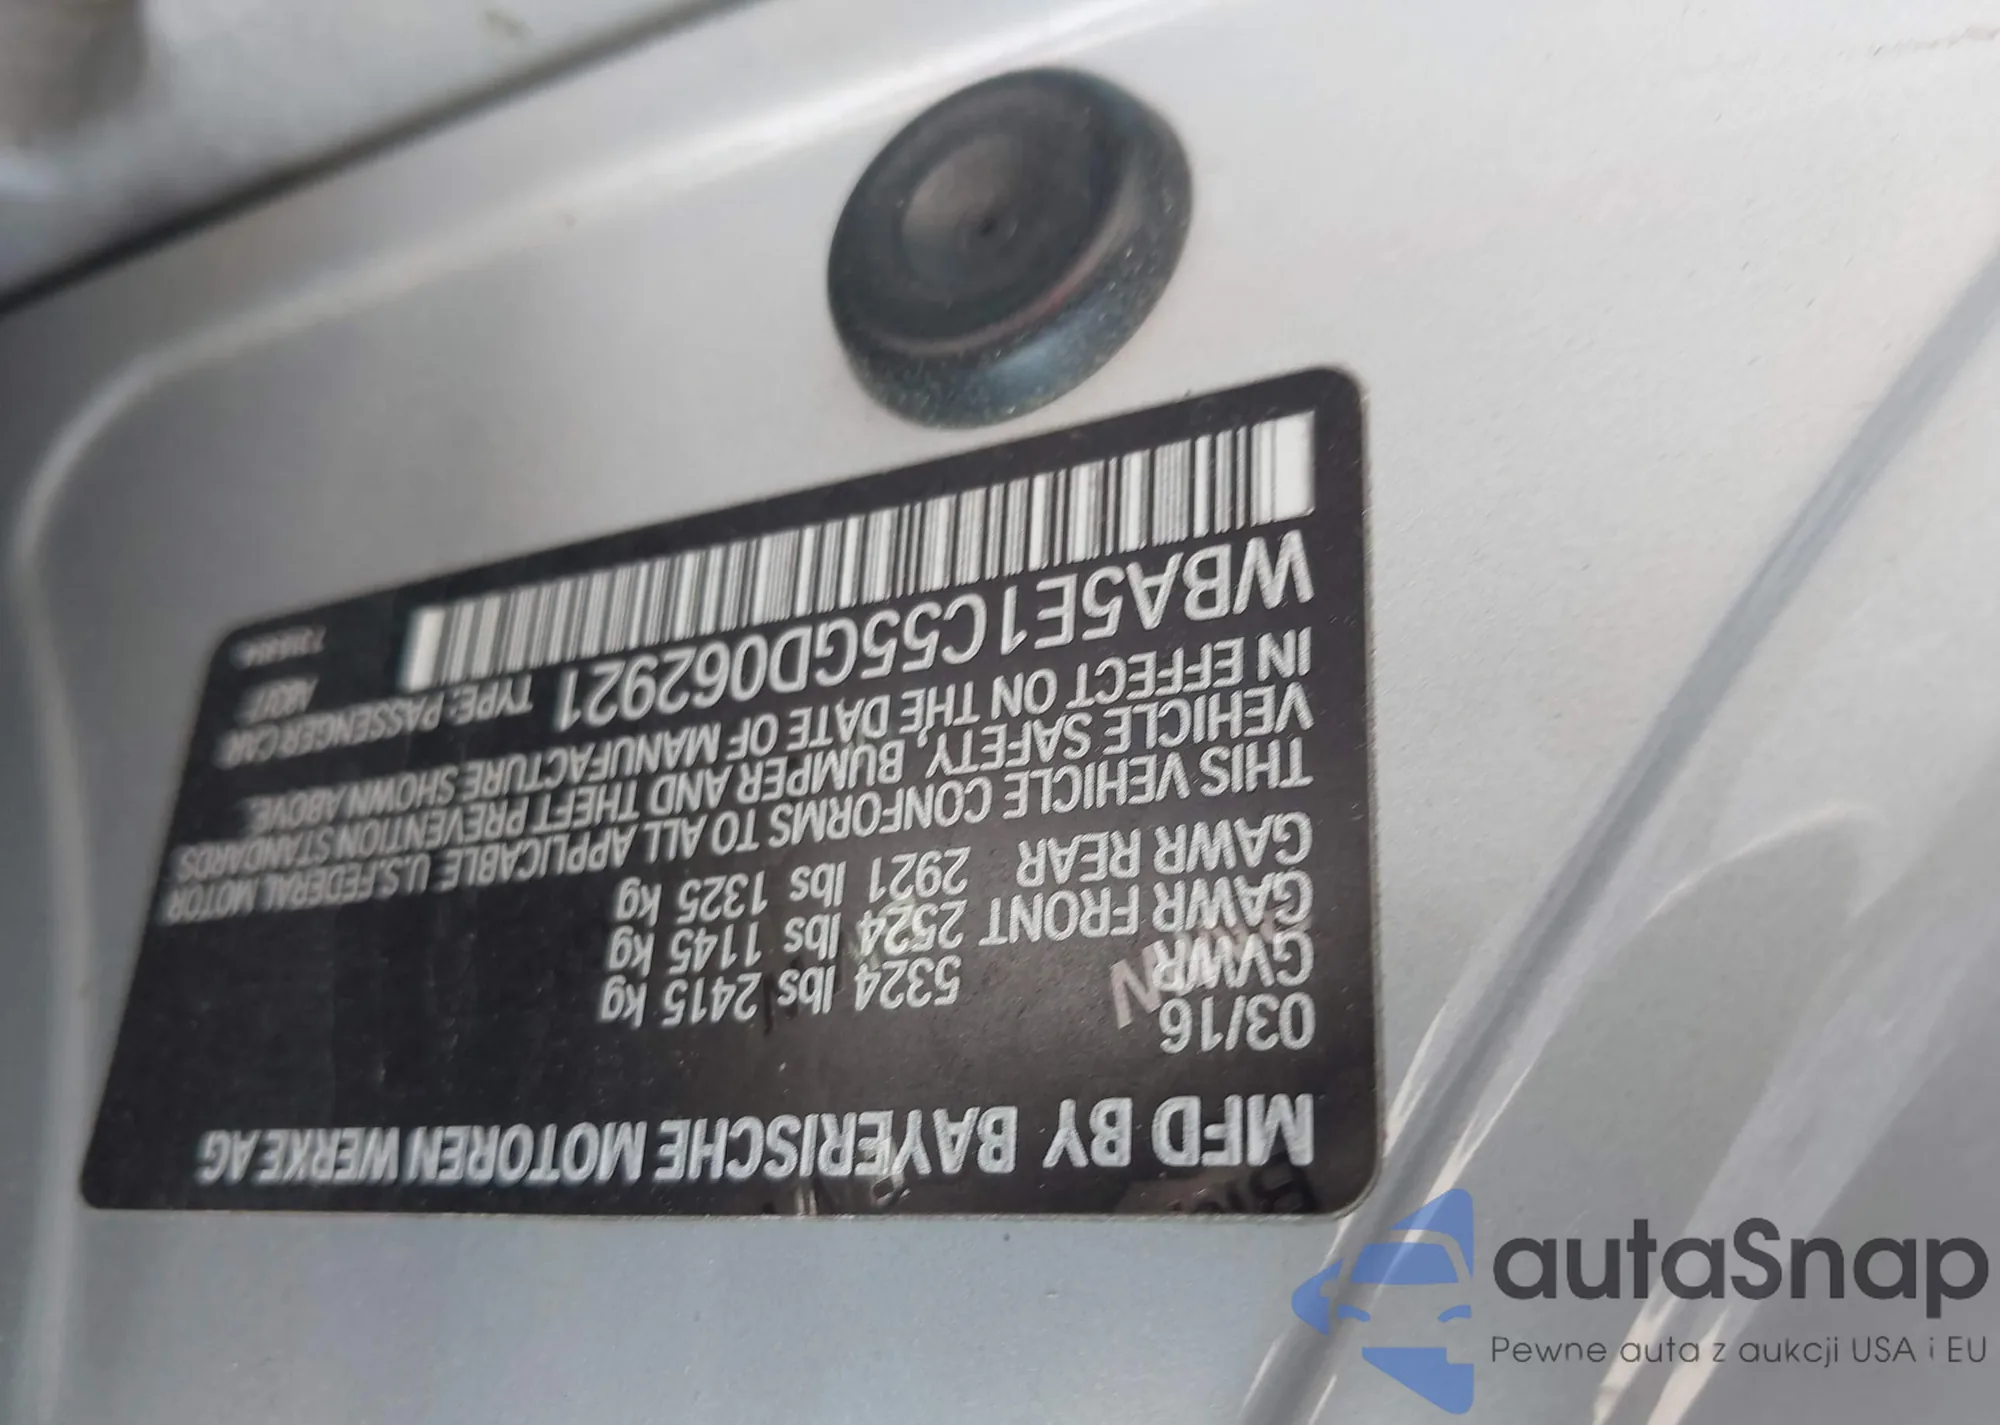 MFD BY BAYERISCHE MOTOREN WERKE AG
03/16
GVWR 5324 lbs 2415 kg
GAWR FRONT 2524 lbs 1145 kg
GAWR REAR 2921 lbs 1325 kg
THIS VEHICLE CONFORMS TO ALL APPLICABLE U.S.FEDERAL MOTOR
VEHICLE SAFETY, BUMPER AND THEFT PREVENTION STANDARDS
IN EFFECT ON THE DATE OF MANUFACTURE SHOWN ABOVE.
WBA5E1C55GD062921 TYPE: PASSENGER CAR
autaSnap
Pewne auta z aukcji USA i EU